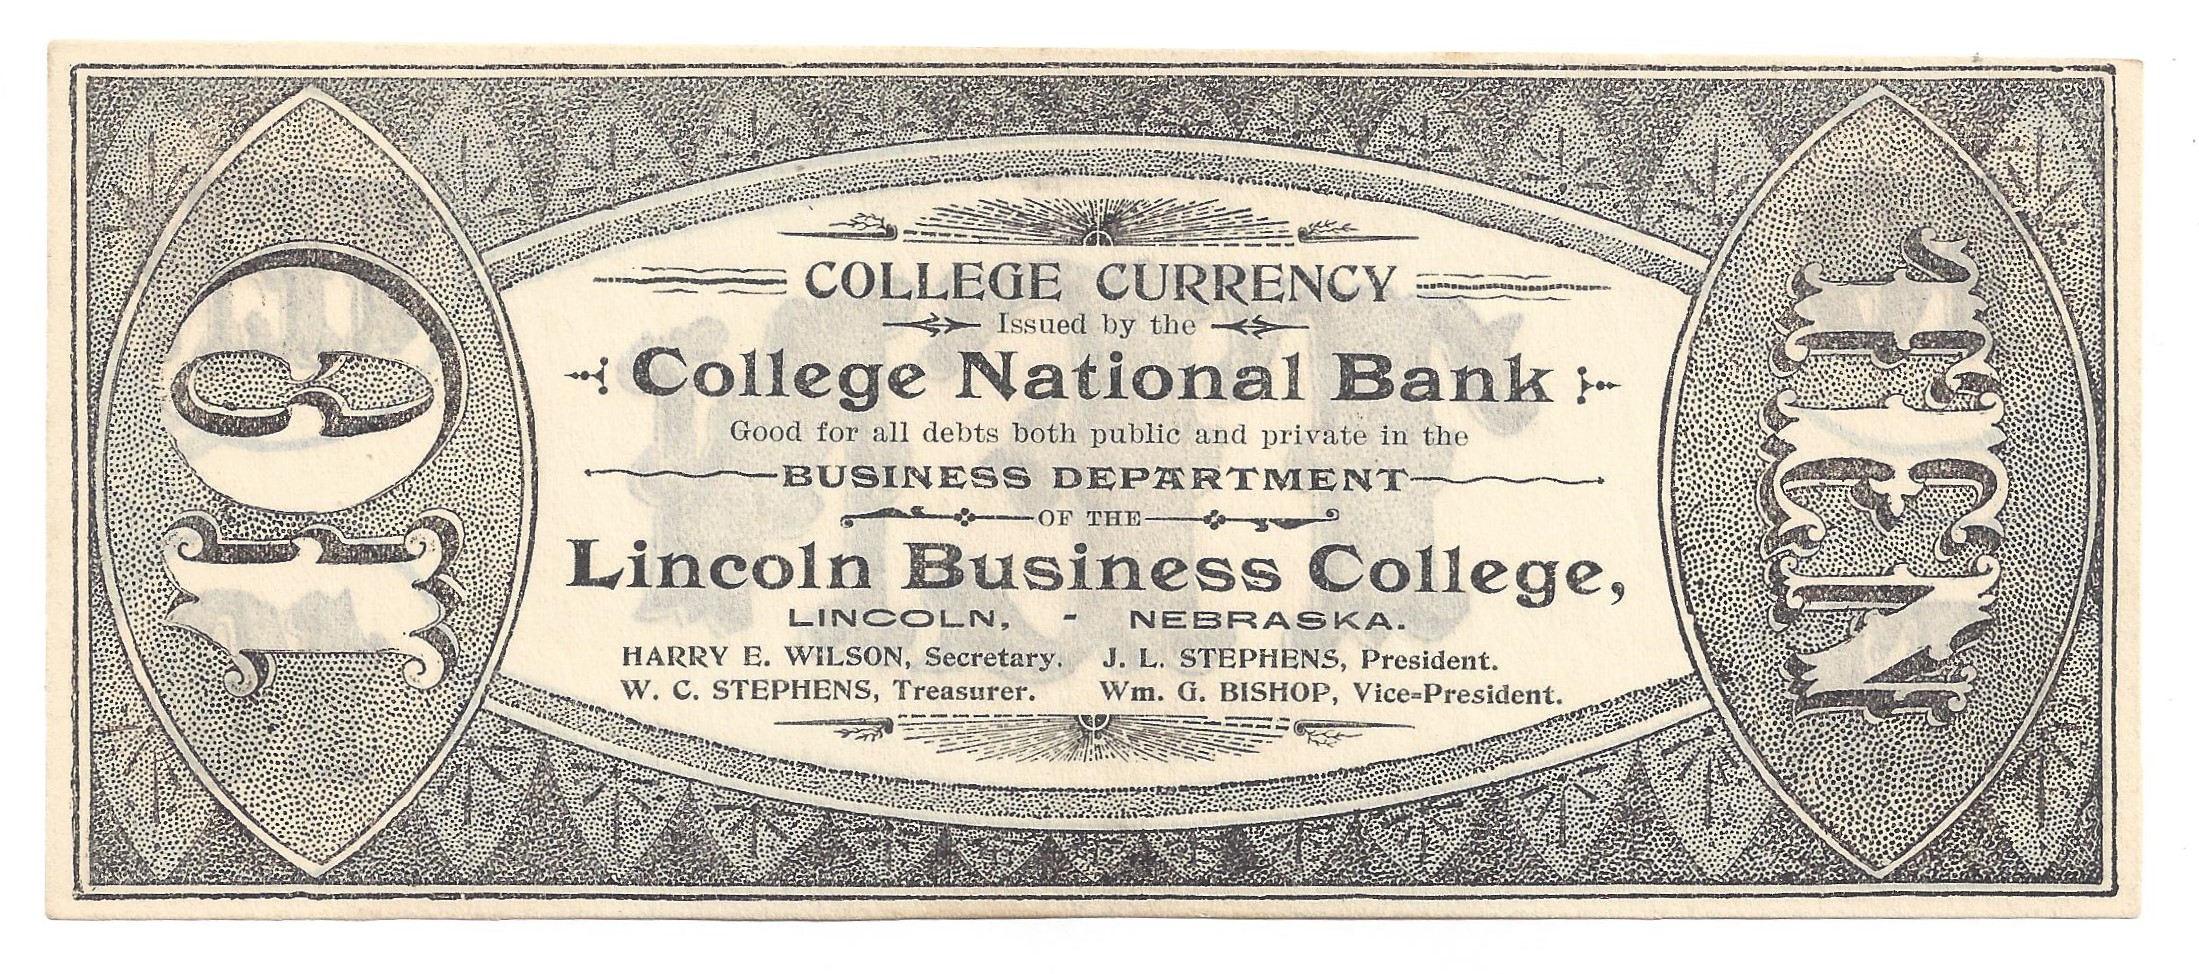 COLLEGE CURRENCY
Issued by the
College National Bank
Good for all debts both public and private in the
BUSINESS DEPARTMENT
OF THE
Lincoln Business College,
LINCOLN, - NEBRASKA.
HARRY E. WILSON, Secretary. J. L. STEPHENS, President.
W. C. STEPHENS, Treasurer. Wm. G. BISHOP, Vice=President.
10